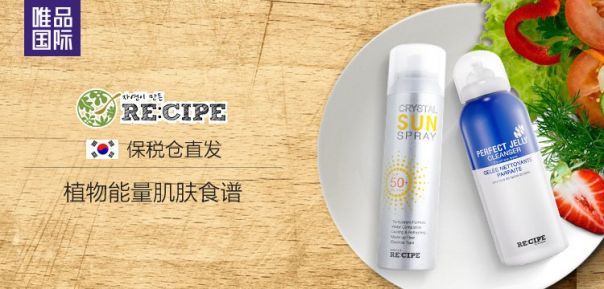 唯品
国际
자연이 만든
RE:CIPE
保税仓直发
植物能量肌肤食谱
CRYSTAL
SUN
SPRAY
50+
RE:CIPE
PERFECT JELLY
CLEANSER
GELÉE NETTOYANTE
PARFAITE
RE:CIPE